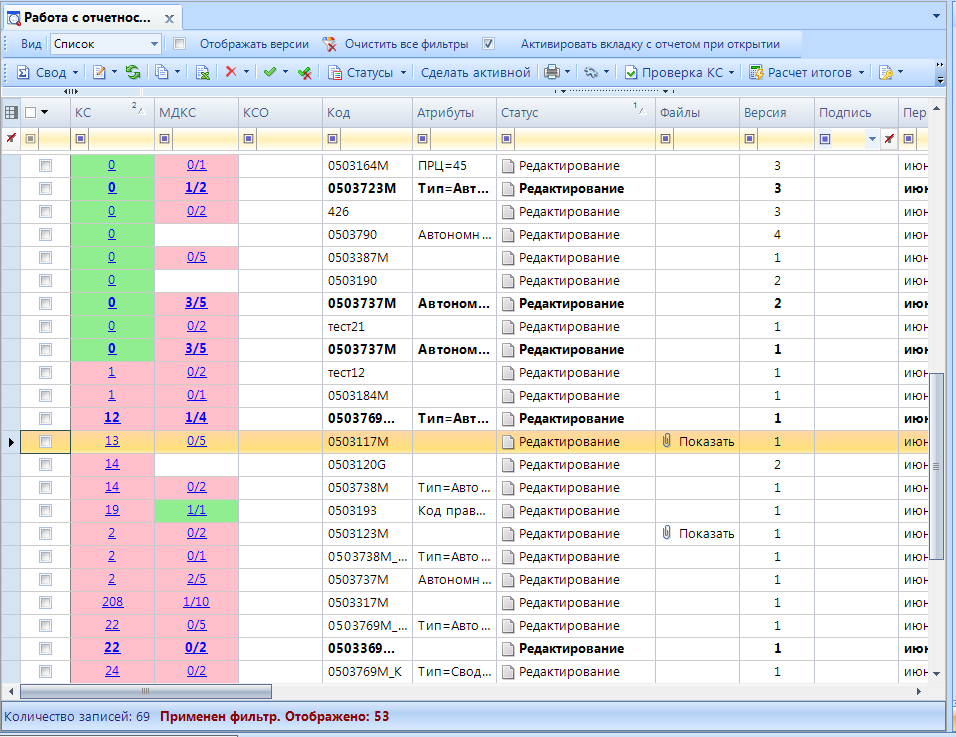 Работа с отчетнос...
Вид Список Отображать версии Очистить все фильтры Активировать вкладку с отчетом при открытии
Свод Статусы Сделать активной Проверка КС Расчет итогов
КС 2 МДКС КСО Код Атрибуты Статус 1 Файлы Версия Подпись Пер
0 0/1 0503164M ПРЦ=45 Редактирование 3 июн
0 1/2 0503723M Тип=Авт... Редактирование 3 июн
0 0/2 426 Редактирование 3 июн
0 0503790 Автономн... Редактирование 4 июн
0 0/5 0503387M Редактирование 1 июн
0 0503190 Редактирование 2 июн
0 3/5 0503737M Автоном... Редактирование 2 июн
0 0/2 тест21 Редактирование 1 июн
0 3/5 0503737M Автоном... Редактирование 1 июн
1 0/2 тест12 Редактирование 1 июн
1 0/1 0503184M Редактирование 1 июн
12 1/4 0503769... Тип=Авт... Редактирование 1 июн
13 0/5 0503117M Редактирование Показать 1 июн
14 0503120G Редактирование 2 июн
14 0/2 0503738M Тип=Авто... Редактирование 1 июн
19 1/1 0503193 Код прав... Редактирование 1 июн
2 0/2 0503123M Редактирование Показать 1 июн
2 0/1 0503738M_... Тип=Авто... Редактирование 1 июн
2 2/5 0503737M Автономн... Редактирование 1 июн
208 1/10 0503317M Редактирование 1 июн
22 0/5 0503769M_... Тип=Авто... Редактирование 1 июн
22 0/2 0503369... Редактирование 1 июн
24 0/2 0503769M_K Тип=Свод... Редактирование 1 июн
Количество записей: 69 Применен фильтр. Отображено: 53